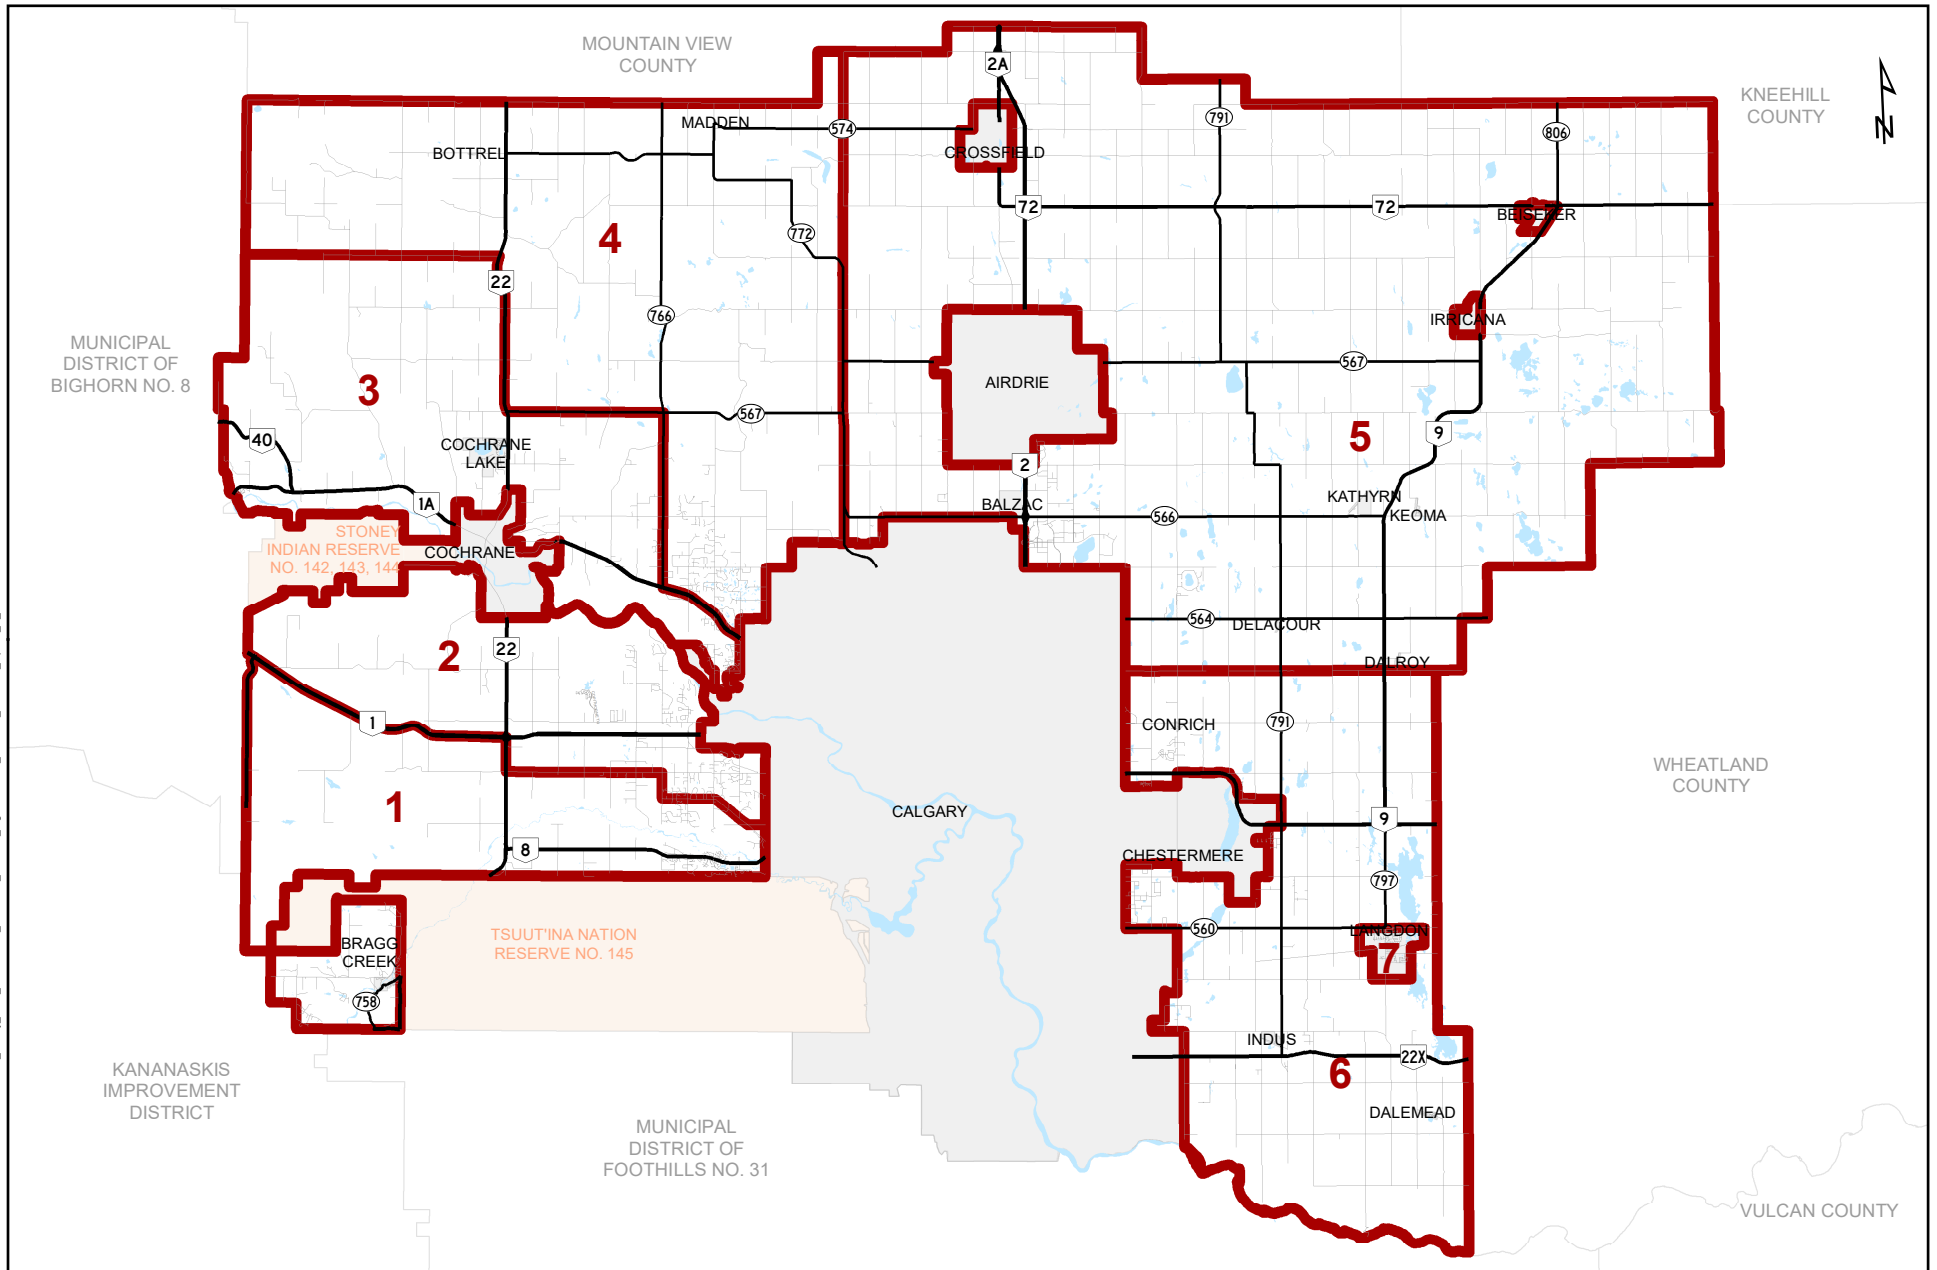 MOUNTAIN VIEW
COUNTY
2A
KNEEHILL
COUNTY
N
MADDEN
574
791
806
BOTTREL
CROSSFIELD
72
72
BEISEKER
4
772
22
766
IRRICANA
MUNICIPAL
DISTRICT OF
BIGHORN NO. 8
3
AIRDRIE
567
567
5
9
40
COCHRANE
LAKE
2
1A
BALZAC
566
KATHYRN
KEOMA
STONEY
INDIAN RESERVE
NO. 142, 143, 144
COCHRANE
564
DELACOUR
2
22
DALROY
1
CONRICH
791
WHEATLAND
COUNTY
1
CALGARY
9
8
CHESTERMERE
797
560
LANGDON
BRAGG
CREEK
TSUUT'INA NATION
RESERVE NO. 145
7
758
INDUS
22X
6
KANANASKIS
IMPROVEMENT
DISTRICT
DALEMEAD
MUNICIPAL
DISTRICT OF
FOOTHILLS NO. 31
VULCAN COUNTY